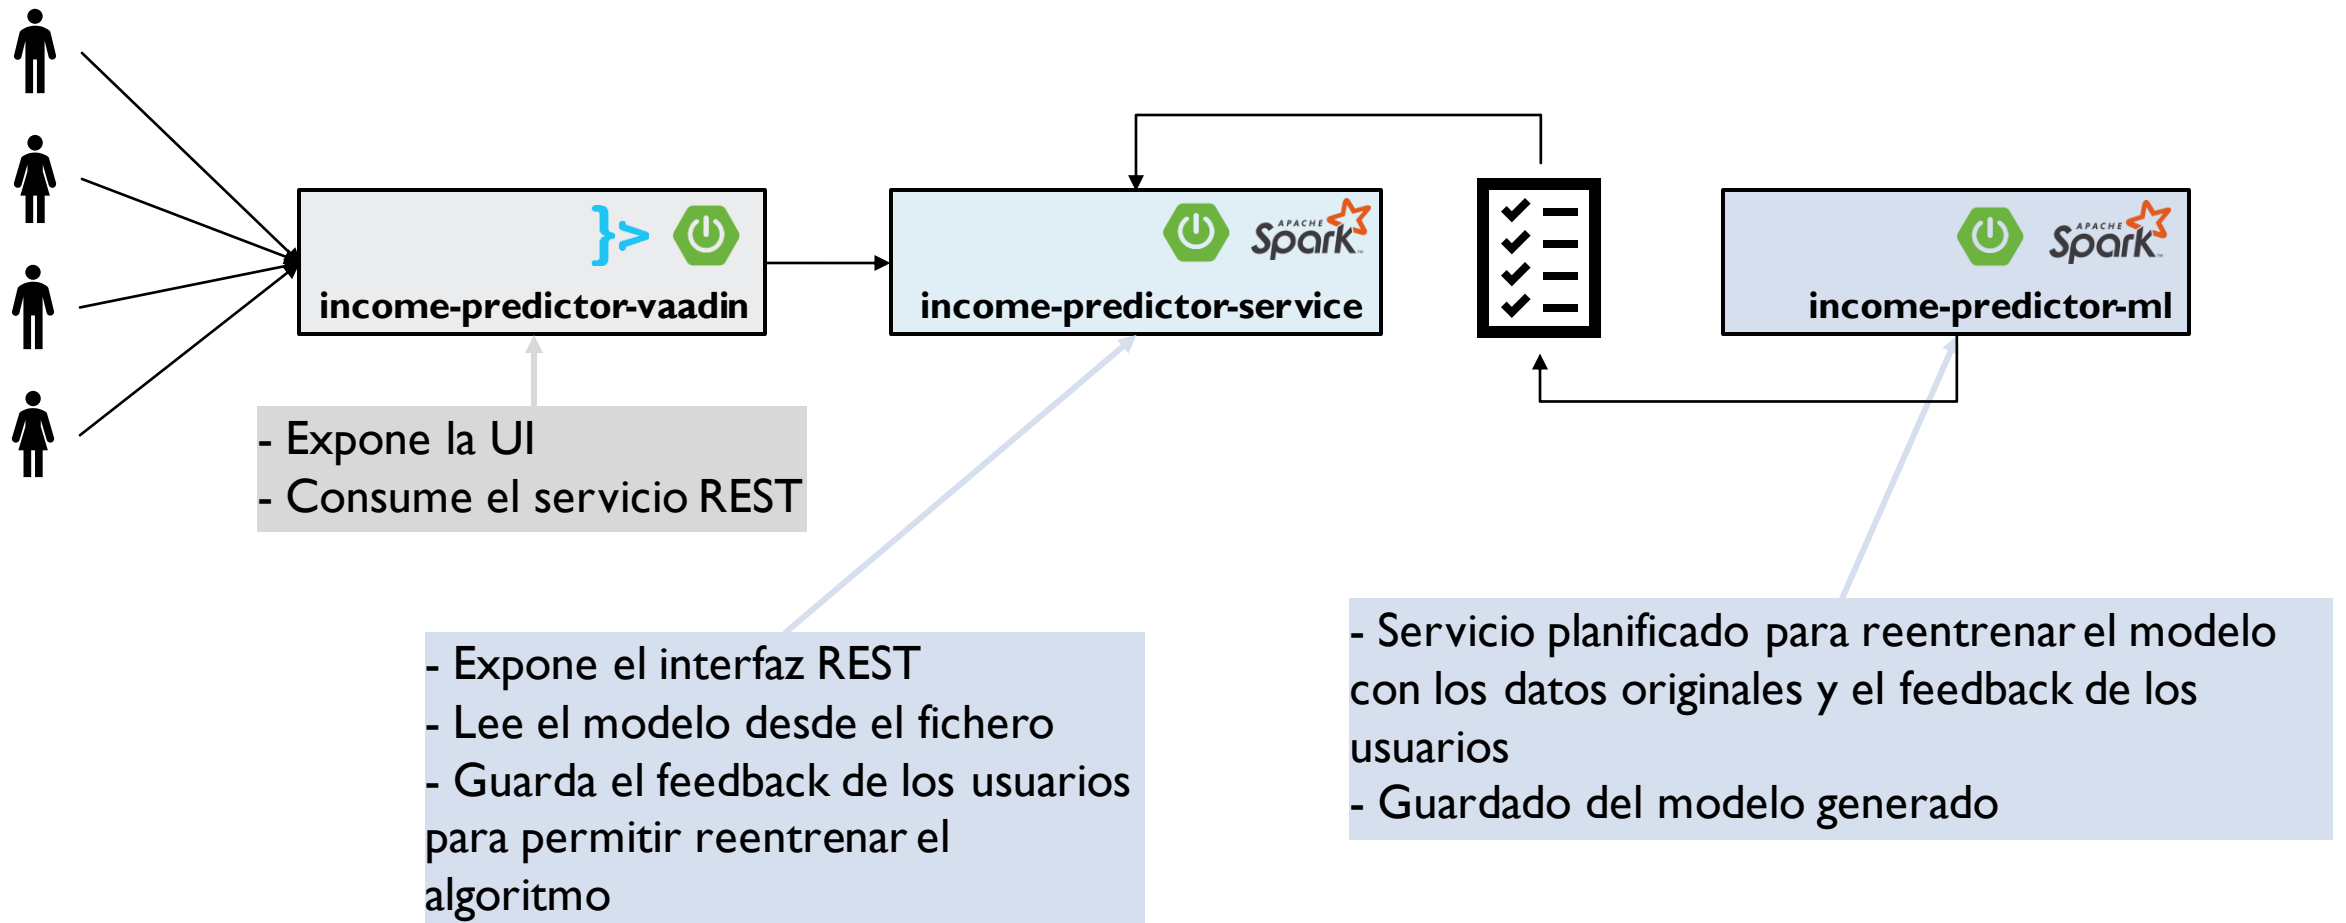 }>
APACHE
Spark™
income-predictor-vaadin
income-predictor-service
APACHE
Spark™
income-predictor-ml
- Expone la UI
- Consume el servicio REST
- Expone el interfaz REST
- Lee el modelo desde el fichero
- Guarda el feedback de los usuarios
para permitir reentrenar el
algoritmo
- Servicio planificado para reentrenar el modelo
con los datos originales y el feedback de los
usuarios
- Guardado del modelo generado